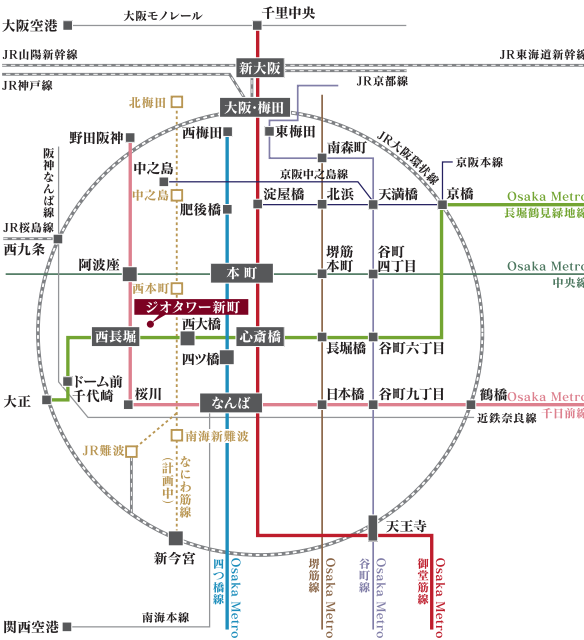 大阪モノレール
千里中央
大阪空港
JR山陽新幹線
JR東海道新幹線
新大阪
JR神戸線
JR京都線
北梅田
大阪・梅田
野田阪神
西梅田
東梅田
南森町
JR大阪環状線
阪神なんば線
中之島
京阪中之島線
京阪本線
中之島
肥後橋
淀屋橋
北浜
天満橋
京橋
Osaka Metro
長堀鶴見緑地線
JR桜島線
西九条
阿波座
本町
堺筋
本町
谷町
四丁目
Osaka Metro
中央線
西本町
ジオタワー新町
西大橋
西長堀
心斎橋
四ツ橋
長堀橋
谷町六丁目
ドーム前
千代崎
大正
桜川
なんば
日本橋
谷町九丁目
鶴橋
Osaka Metro
千日前線
近鉄奈良線
南海新難波
JR難波
なにわ筋線
(計画中)
新今宮
天王寺
Osaka Metro
四つ橋線
Osaka Metro
堺筋線
Osaka Metro
谷町線
Osaka Metro
御堂筋線
南海本線
関西空港